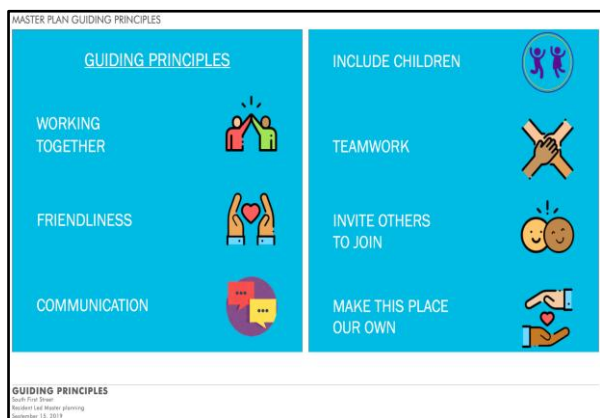 MASTER PLAN GUIDING PRINCIPLES
GUIDING PRINCIPLES
WORKING
TOGETHER
FRIENDLINESS
COMMUNICATION
INCLUDE CHILDREN
TEAMWORK
INVITE OTHERS
TO JOIN
MAKE THIS PLACE
OUR OWN
GUIDING PRINCIPLES
South First Street
Resident Led Master planning
September 15, 2019